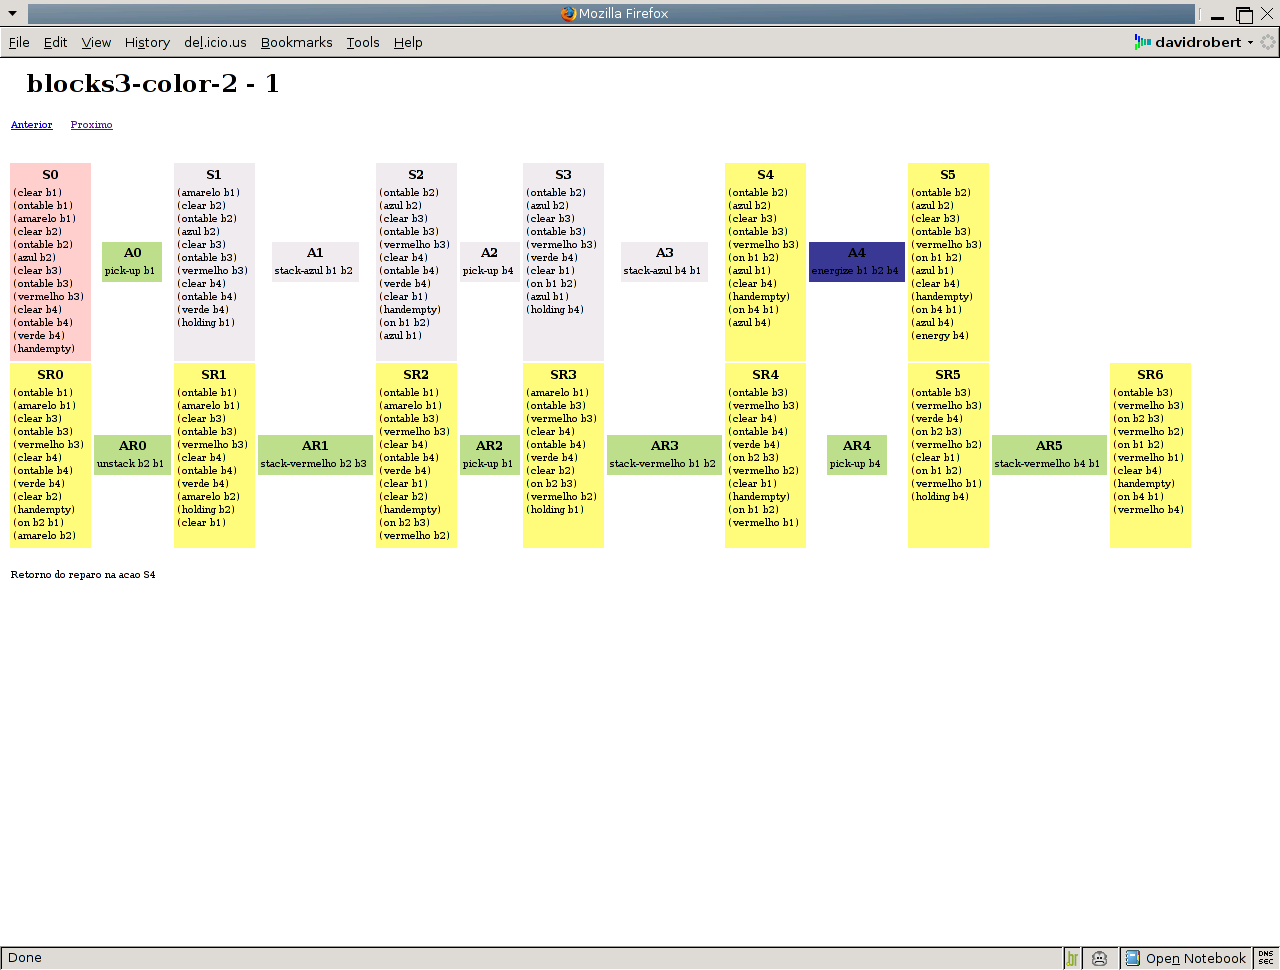 Mozilla Firefox
File Edit View History del.icio.us Bookmarks Tools Help davidrobert
blocks3-color-2 - 1
Anterior Proximo
S0
(clear b1)
(ontable b1)
(amarelo b1)
(clear b2)
(ontable b2)
(azul b2)
(clear b3)
(ontable b3)
(vermelho b3)
(clear b4)
(ontable b4)
(verde b4)
(handempty)
A0
pick-up b1
S1
(amarelo b1)
(clear b2)
(ontable b2)
(azul b2)
(clear b3)
(ontable b3)
(vermelho b3)
(clear b4)
(ontable b4)
(verde b4)
(holding b1)
A1
stack-azul b1 b2
S2
(ontable b2)
(azul b2)
(clear b3)
(ontable b3)
(vermelho b3)
(clear b4)
(ontable b4)
(verde b4)
(clear b1)
(handempty)
(on b1 b2)
(azul b1)
A2
pick-up b4
S3
(ontable b2)
(azul b2)
(clear b3)
(ontable b3)
(vermelho b3)
(verde b4)
(clear b1)
(on b1 b2)
(azul b1)
(holding b4)
A3
stack-azul b4 b1
S4
(ontable b2)
(azul b2)
(clear b3)
(ontable b3)
(vermelho b3)
(on b1 b2)
(azul b1)
(clear b4)
(handempty)
(on b4 b1)
(azul b4)
A4
energize b1 b2 b4
S5
(ontable b2)
(azul b2)
(clear b3)
(ontable b3)
(vermelho b3)
(on b1 b2)
(azul b1)
(clear b4)
(handempty)
(on b4 b1)
(azul b4)
(energy b4)
SR0
(ontable b1)
(amarelo b1)
(clear b3)
(ontable b3)
(vermelho b3)
(clear b4)
(ontable b4)
(verde b4)
(clear b2)
(handempty)
(on b2 b1)
(amarelo b2)
AR0
unstack b2 b1
SR1
(ontable b1)
(amarelo b1)
(clear b3)
(ontable b3)
(vermelho b3)
(clear b4)
(ontable b4)
(verde b4)
(amarelo b2)
(holding b2)
(clear b1)
AR1
stack-vermelho b2 b3
SR2
(ontable b1)
(amarelo b1)
(ontable b3)
(vermelho b3)
(clear b4)
(ontable b4)
(verde b4)
(clear b1)
(clear b2)
(handempty)
(on b2 b3)
(vermelho b2)
AR2
pick-up b1
SR3
(amarelo b1)
(ontable b3)
(vermelho b3)
(clear b4)
(ontable b4)
(verde b4)
(clear b2)
(on b2 b3)
(vermelho b2)
(holding b1)
AR3
stack-vermelho b1 b2
SR4
(ontable b3)
(vermelho b3)
(clear b4)
(ontable b4)
(verde b4)
(on b2 b3)
(vermelho b2)
(clear b1)
(handempty)
(on b1 b2)
(vermelho b1)
AR4
pick-up b4
SR5
(ontable b3)
(vermelho b3)
(verde b4)
(on b2 b3)
(vermelho b2)
(clear b1)
(on b1 b2)
(vermelho b1)
(holding b4)
AR5
stack-vermelho b4 b1
SR6
(ontable b3)
(vermelho b3)
(on b2 b3)
(vermelho b2)
(on b1 b2)
(vermelho b1)
(clear b4)
(handempty)
(on b4 b1)
(vermelho b4)
Retorno do reparo na acao S4
Done br Open Notebook DNS SEC